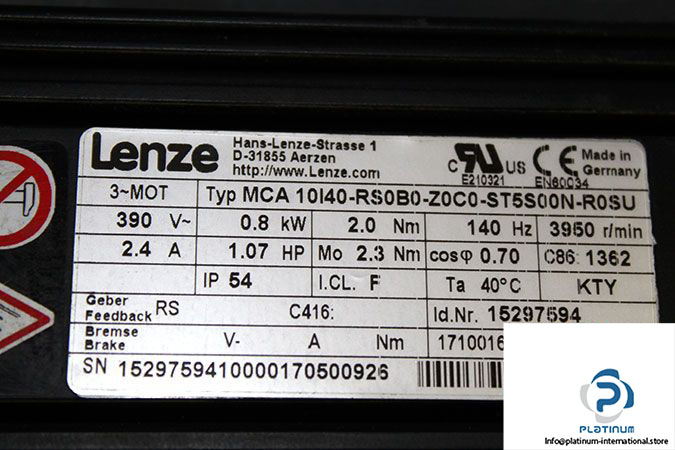 Lenze
Hans-Lenze-Strasse 1
D-31855 Aerzen
http://www.Lenze.com
C RU US
E210321
CE
EN60034
Made in
Germany
3~MOT Typ MCA 10I40-RS0B0-Z0C0-ST5S00N-R0SU
390 V~ 0.8 kW 2.0 Nm 140 Hz 3950 r/min
2.4 A 1.07 HP Mo 2.3 Nm cosφ 0.70 C86: 1362
IP 54 I.CL. F Ta 40°C KTY
Geber
Feedback RS C416: Id.Nr. 15297594
Bremse
Brake V- A Nm
SN 1529759410000170500926
PLATINUM
Info@platinum-international.store